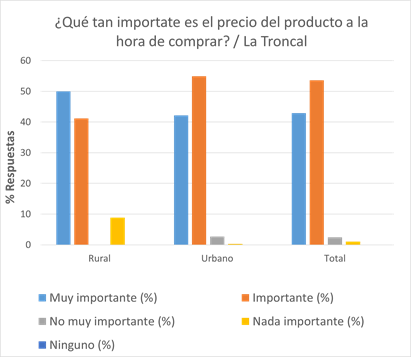 ¿Qué tan importate es el precio del producto a la
hora de comprar? / La Troncal
% Respuestas
60
50
40
30
20
10
0
Rural
Urbano
Total
Muy importante (%)
Importante (%)
No muy importante (%)
Nada importante (%)
Ninguno (%)